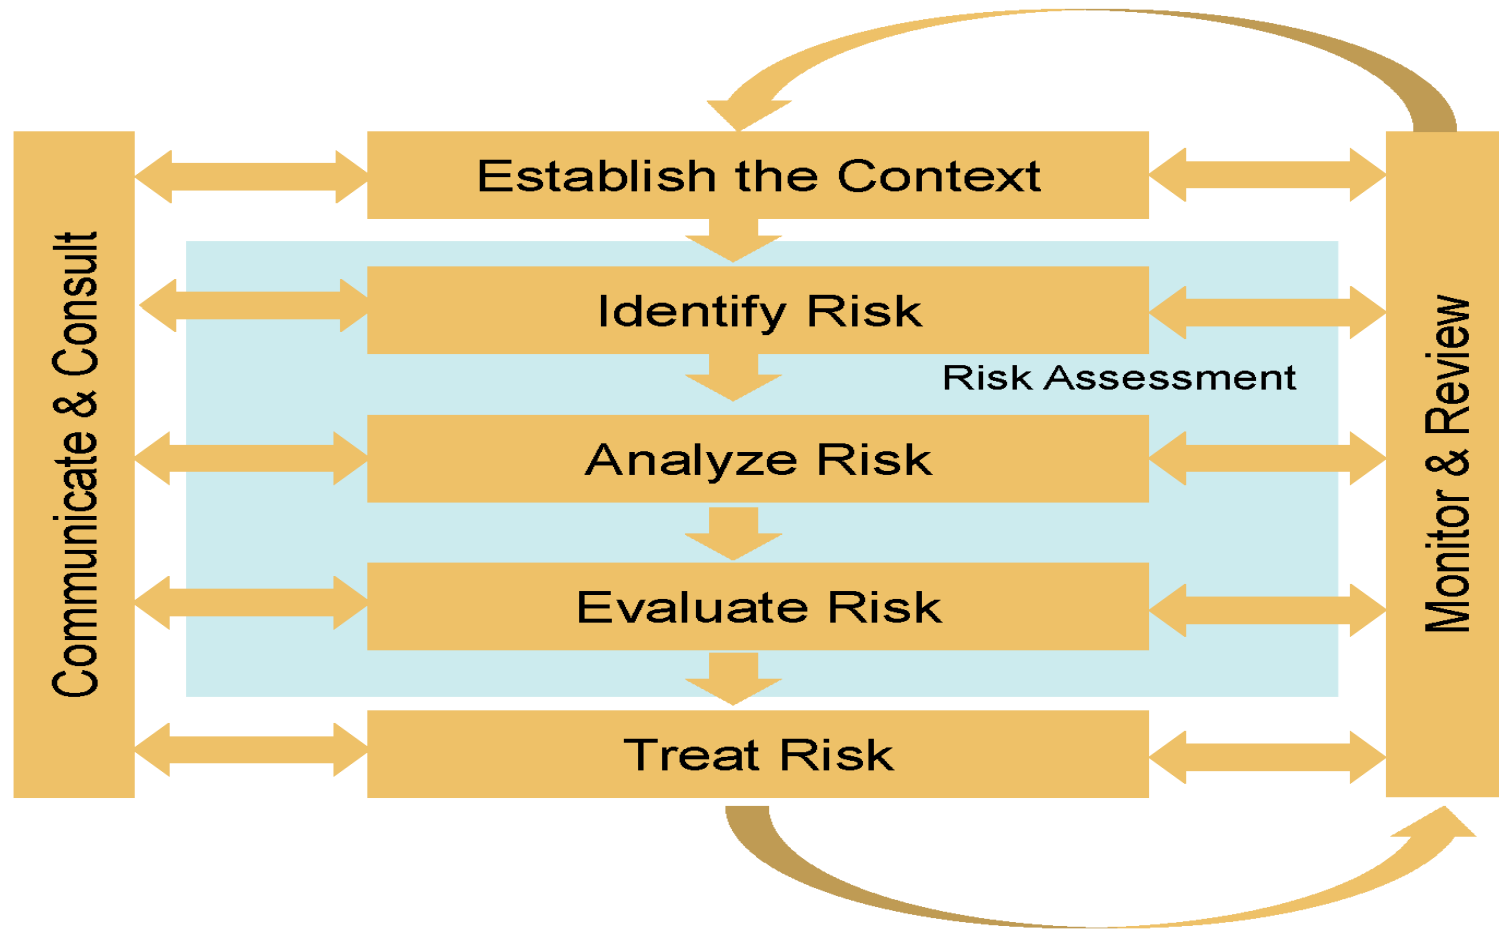 Establish the Context
Communicate & Consult
Identify Risk
Risk Assessment
Analyze Risk
Monitor & Review
Evaluate Risk
Treat Risk